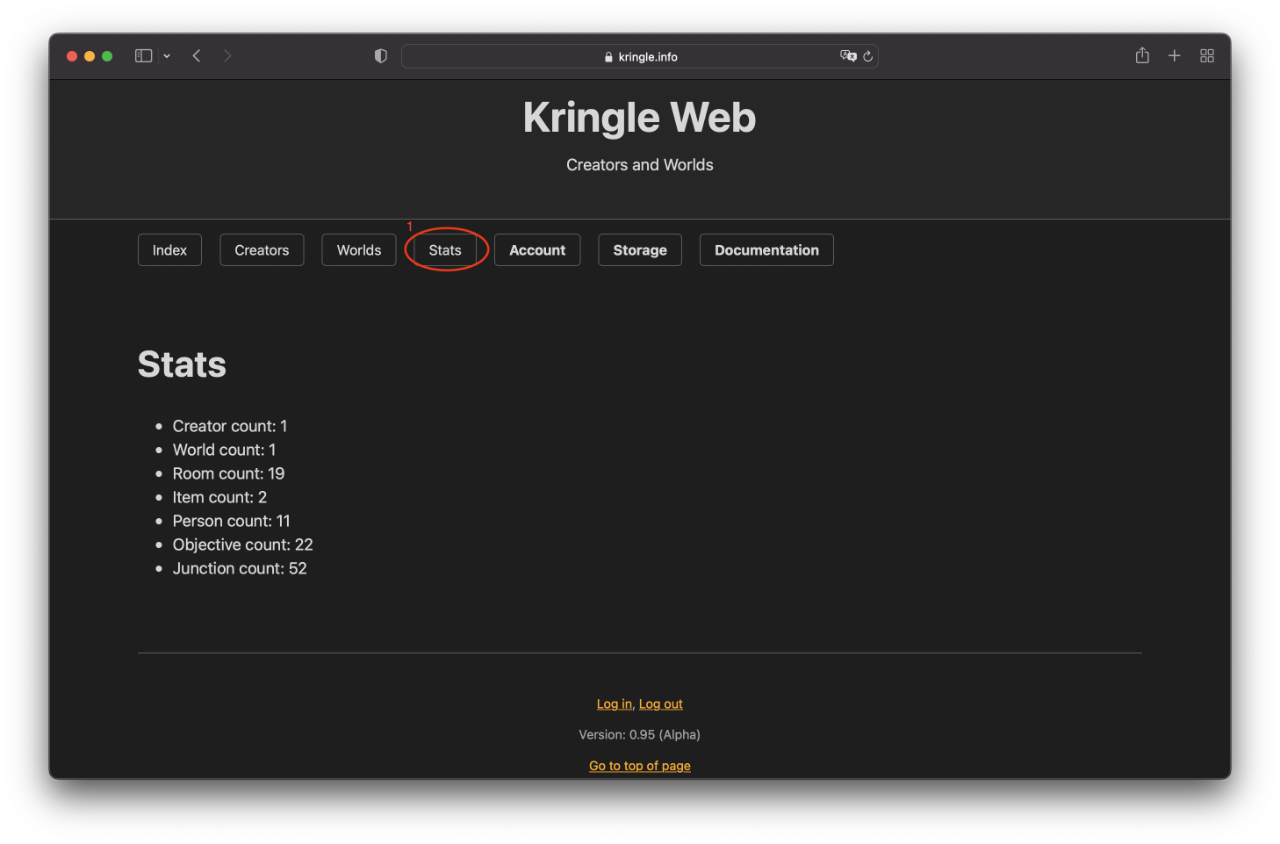 kringle.info
Kringle Web
Creators and Worlds
1
Index Creators Worlds Stats Account Storage Documentation
Stats
• Creator count: 1
• World count: 1
• Room count: 19
• Item count: 2
• Person count: 11
• Objective count: 22
• Junction count: 52
Log in, Log out
Version: 0.95 (Alpha)
Go to top of page